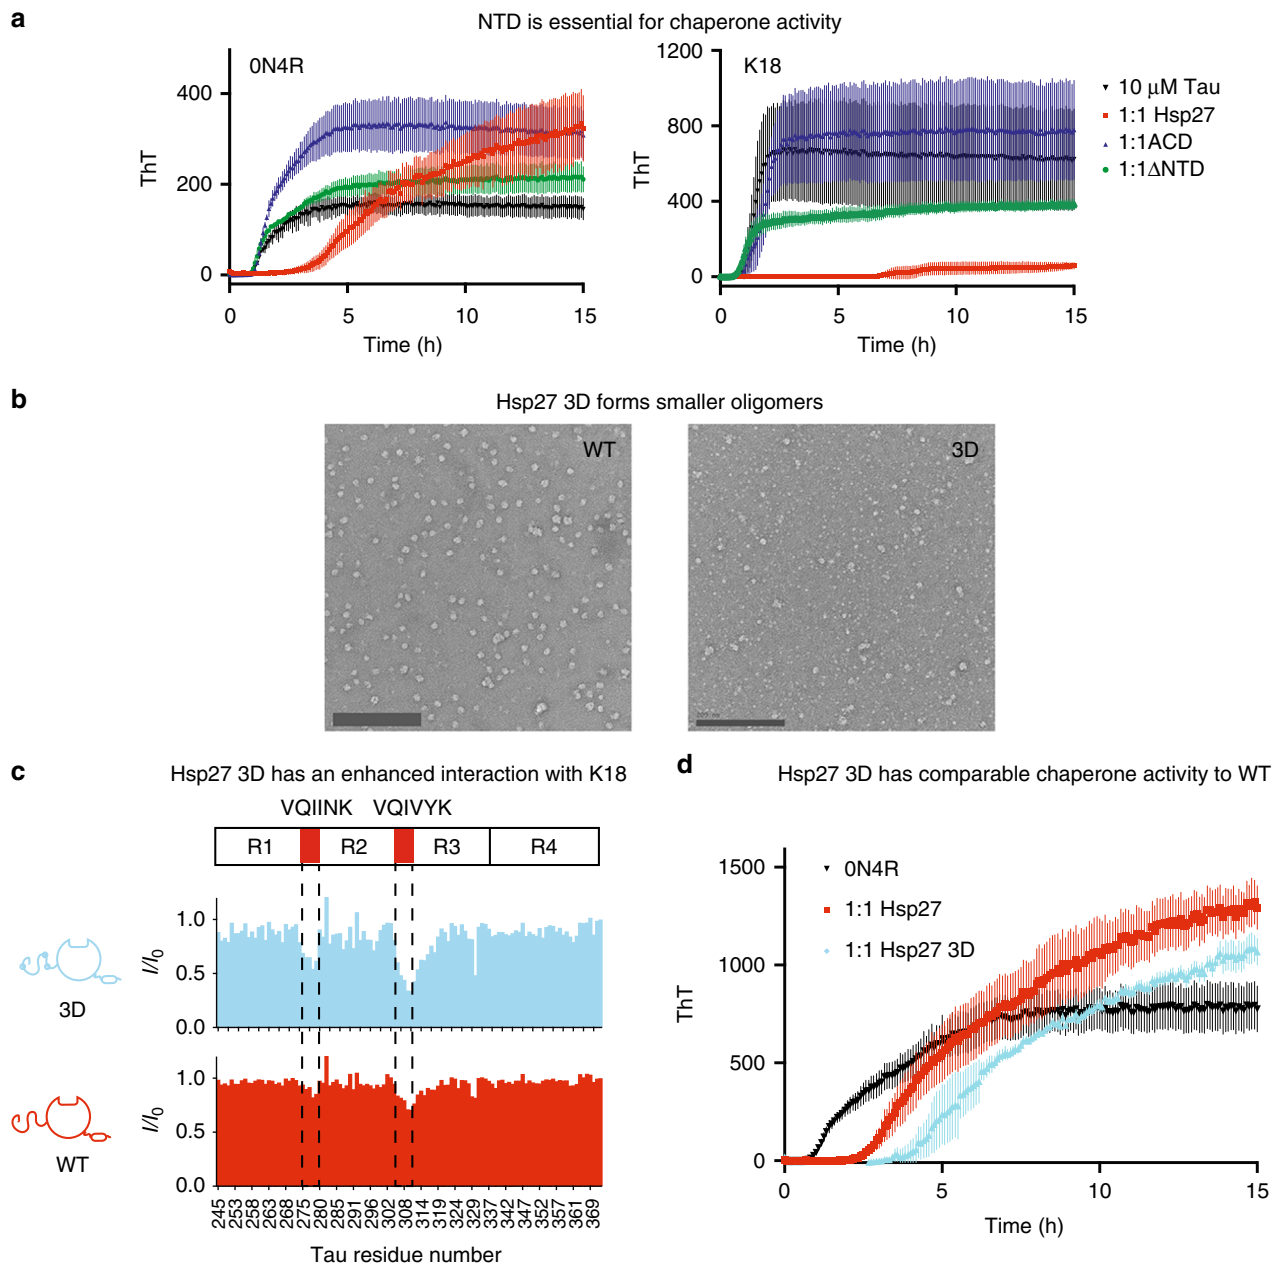 a
NTD is essential for chaperone activity
0N4R
ThT
400
200
0
0 5 10 15
Time (h)
K18
ThT
1200
800
400
0
0 5 10 15
Time (h)
10 μM Tau
1:1 Hsp27
1:1ACD
1:1ΔNTD
b
Hsp27 3D forms smaller oligomers
WT
3D
c
Hsp27 3D has an enhanced interaction with K18
VQIINK VQIVYK
R1 R2 R3 R4
3D
I/I0
1.0
0.5
0.0
WT
I/I0
1.0
0.5
0.0
245 253 258 263 268 275 280 285 291 296 302 308 314 319 324 329 337 342 347 352 357 361 369
Tau residue number
d
Hsp27 3D has comparable chaperone activity to WT
0N4R
1:1 Hsp27
1:1 Hsp27 3D
ThT
1500
1000
500
0
0 5 10 15
Time (h)